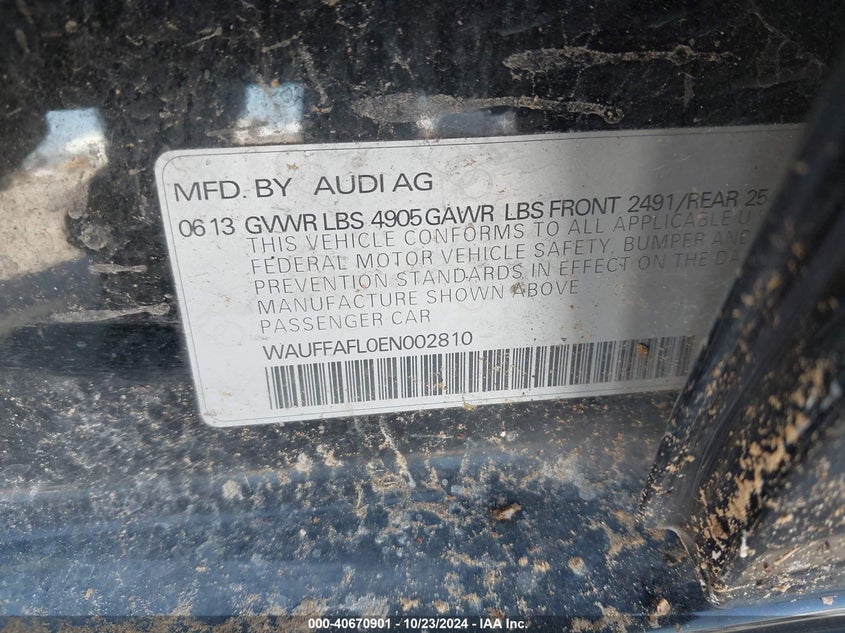 MFD. BY AUDI AG
06 13 GVWR LBS 4905 GAWR LBS FRONT 2491/REAR 25
THIS VEHICLE CONFORMS TO ALL APPLICABLE U
FEDERAL MOTOR VEHICLE SAFETY, BUMPER AND
PREVENTION STANDARDS IN EFFECT ON THE DA
MANUFACTURE SHOWN ABOVE
PASSENGER CAR
WAUFFAFL0EN002810
000-40670901 - 10/23/2024 - IAA Inc.